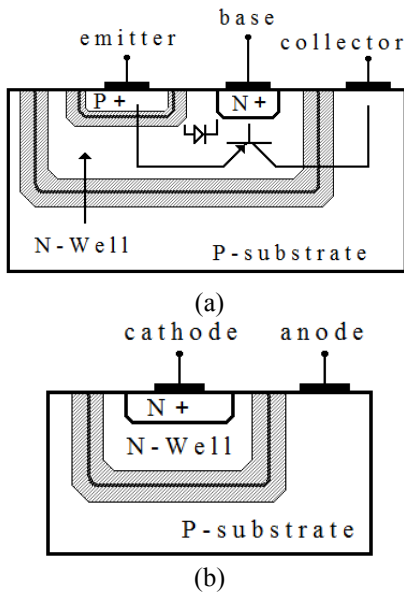 base
emitter
collector
P+
N+
N-Well
P-substrate
(a)
cathode
anode
N+
N-Well
P-substrate
(b)